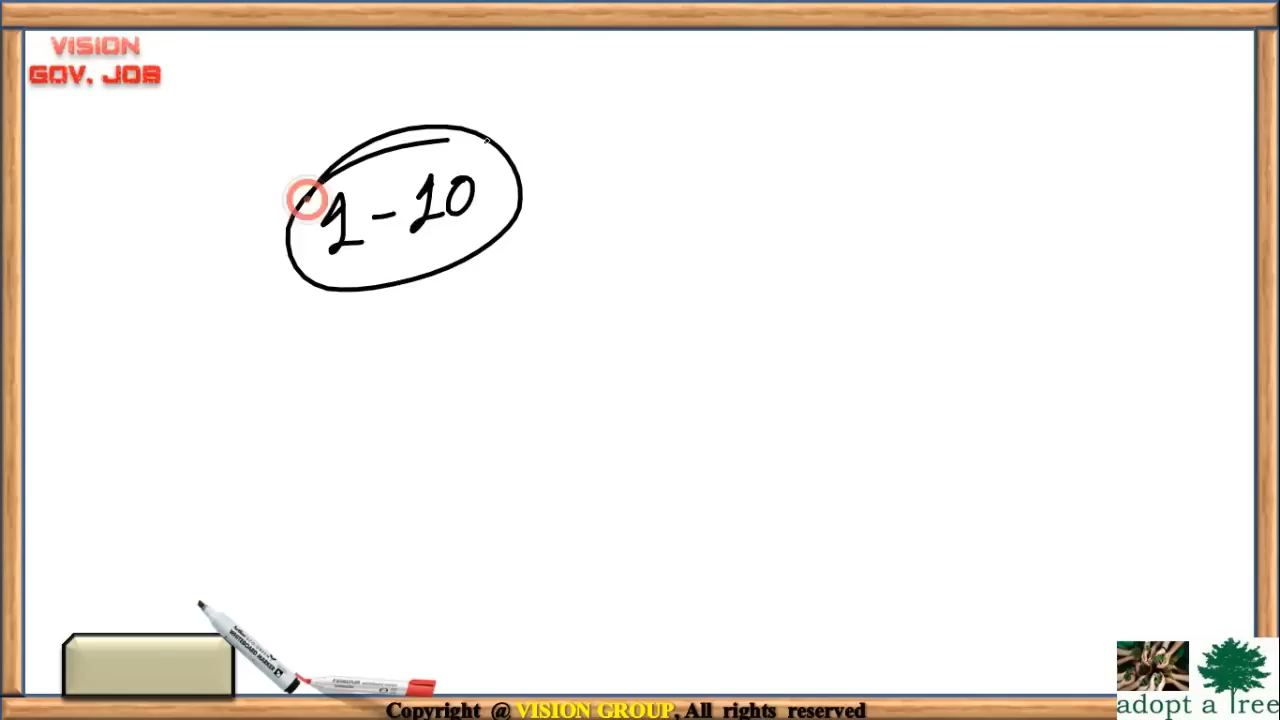 VISION
GOV. JOB
1 - 10
adopt a Tree
Copyright @ VISION GROUP, All rights reserved